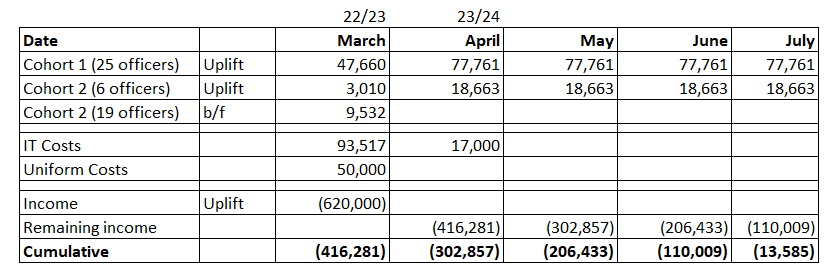 22/23 23/24
Date March April May June July
Cohort 1 (25 officers) Uplift 47,660 77,761 77,761 77,761 77,761
Cohort 2 (6 officers) Uplift 3,010 18,663 18,663 18,663 18,663
Cohort 2 (19 officers) b/f 9,532
IT Costs 93,517 17,000
Uniform Costs 50,000
Income Uplift (620,000)
Remaining income (416,281) (302,857) (206,433) (110,009)
Cumulative (416,281) (302,857) (206,433) (110,009) (13,585)